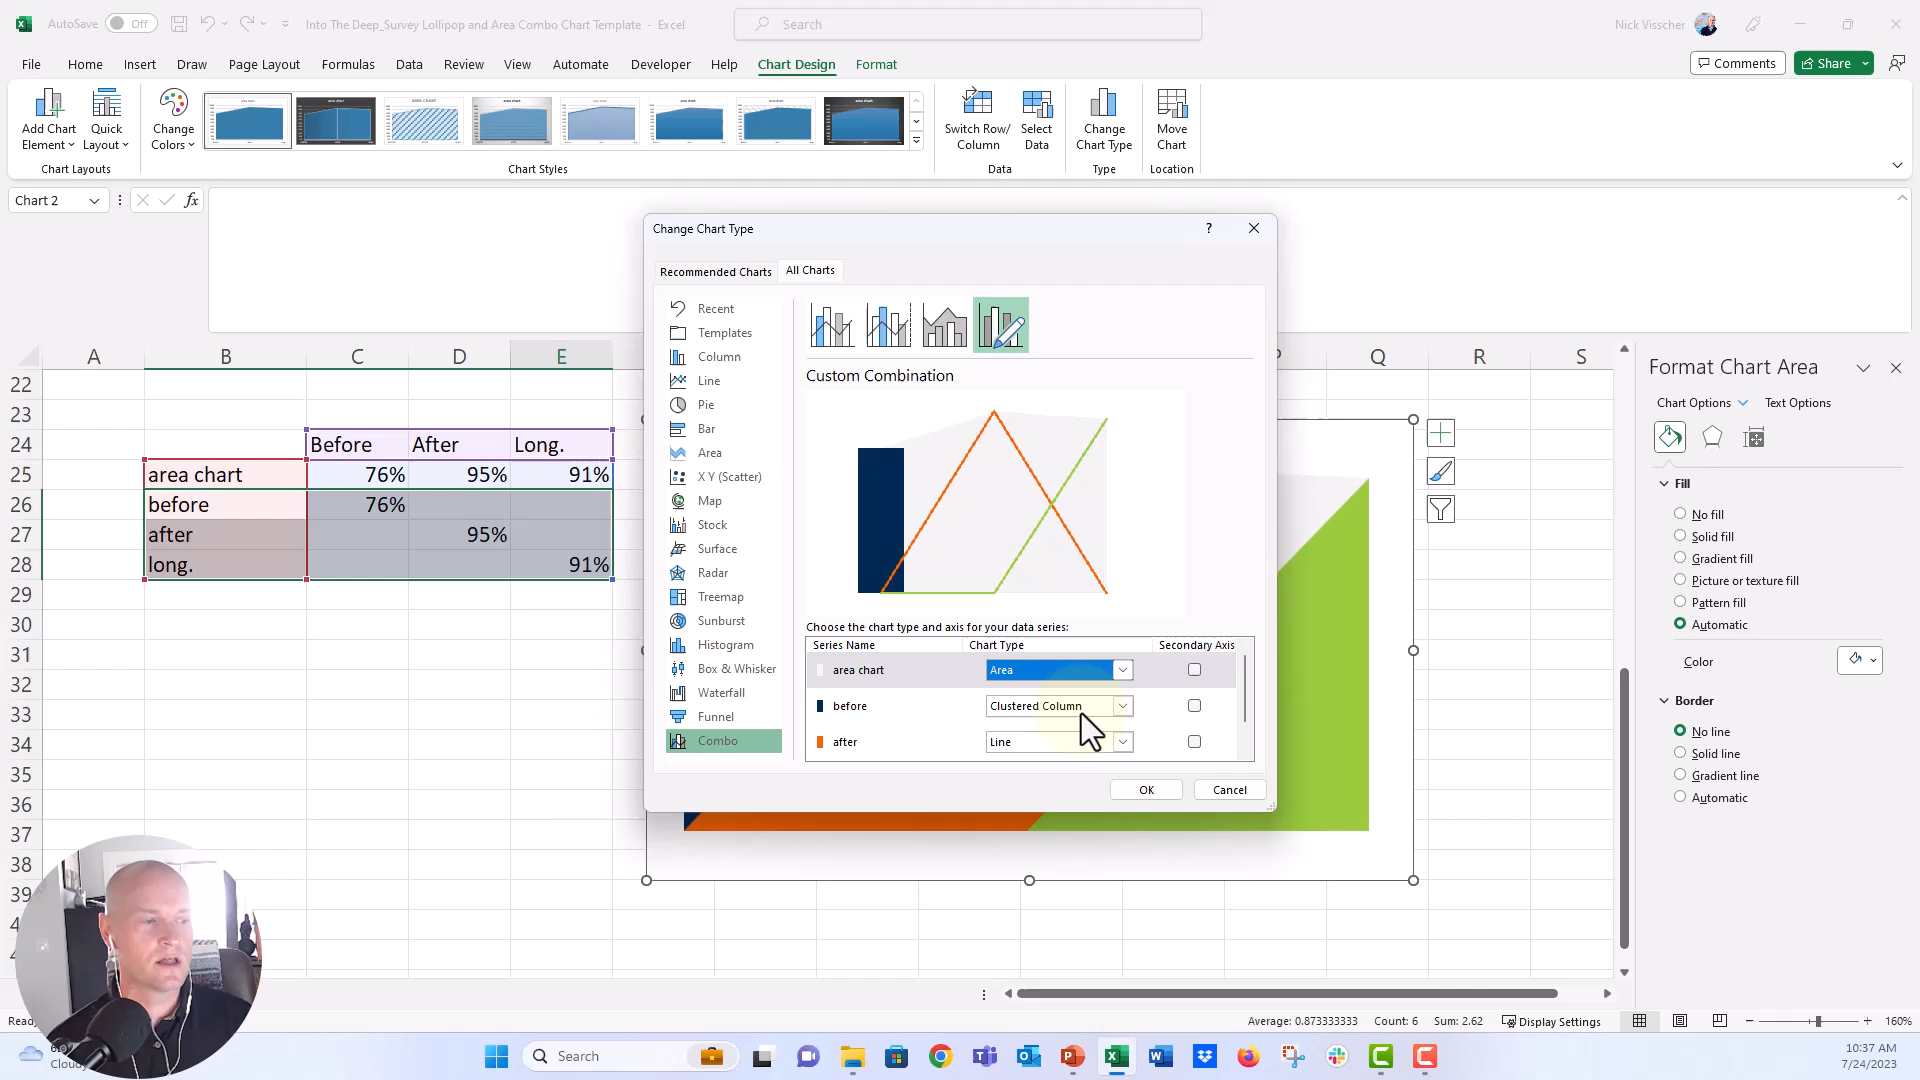 AutoSave Off Into The Deep_Survey Lollipop and Area Combo Chart Template - Excel Search Nick Visscher
File Home Insert Draw Page Layout Formulas Data Review View Automate Developer Help Chart Design Format Comments Share
Add Chart Element Quick Layout Change Colors Switch Row/ Column Select Data Change Chart Type Move Chart
Chart Layouts Chart Styles Data Type Location
Chart 2 fx
Change Chart Type ?
Recommended Charts All Charts
Recent
Templates
Column
Line
Pie
Bar
Area
X Y (Scatter)
Map
Stock
Surface
Radar
Treemap
Sunburst
Histogram
Box & Whisker
Waterfall
Funnel
Combo
Custom Combination
Choose the chart type and axis for your data series:
Series Name Chart Type Secondary Axis
area chart Area
before Clustered Column
after Line
OK Cancel
A B C D E P Q R S
22
23
24 Before After Long.
25 area chart 76% 95% 91%
26 before 76%
27 after 95%
28 long. 91%
29
30
31
32
33
34
35
36
37
38
39
Format Chart Area
Chart Options Text Options
Fill
No fill
Solid fill
Gradient fill
Picture or texture fill
Pattern fill
Automatic
Color
Border
No line
Solid line
Gradient line
Automatic
Average: 0.873333333 Count: 6 Sum: 2.62 Display Settings 160%
Search
10:37 AM
7/24/2023